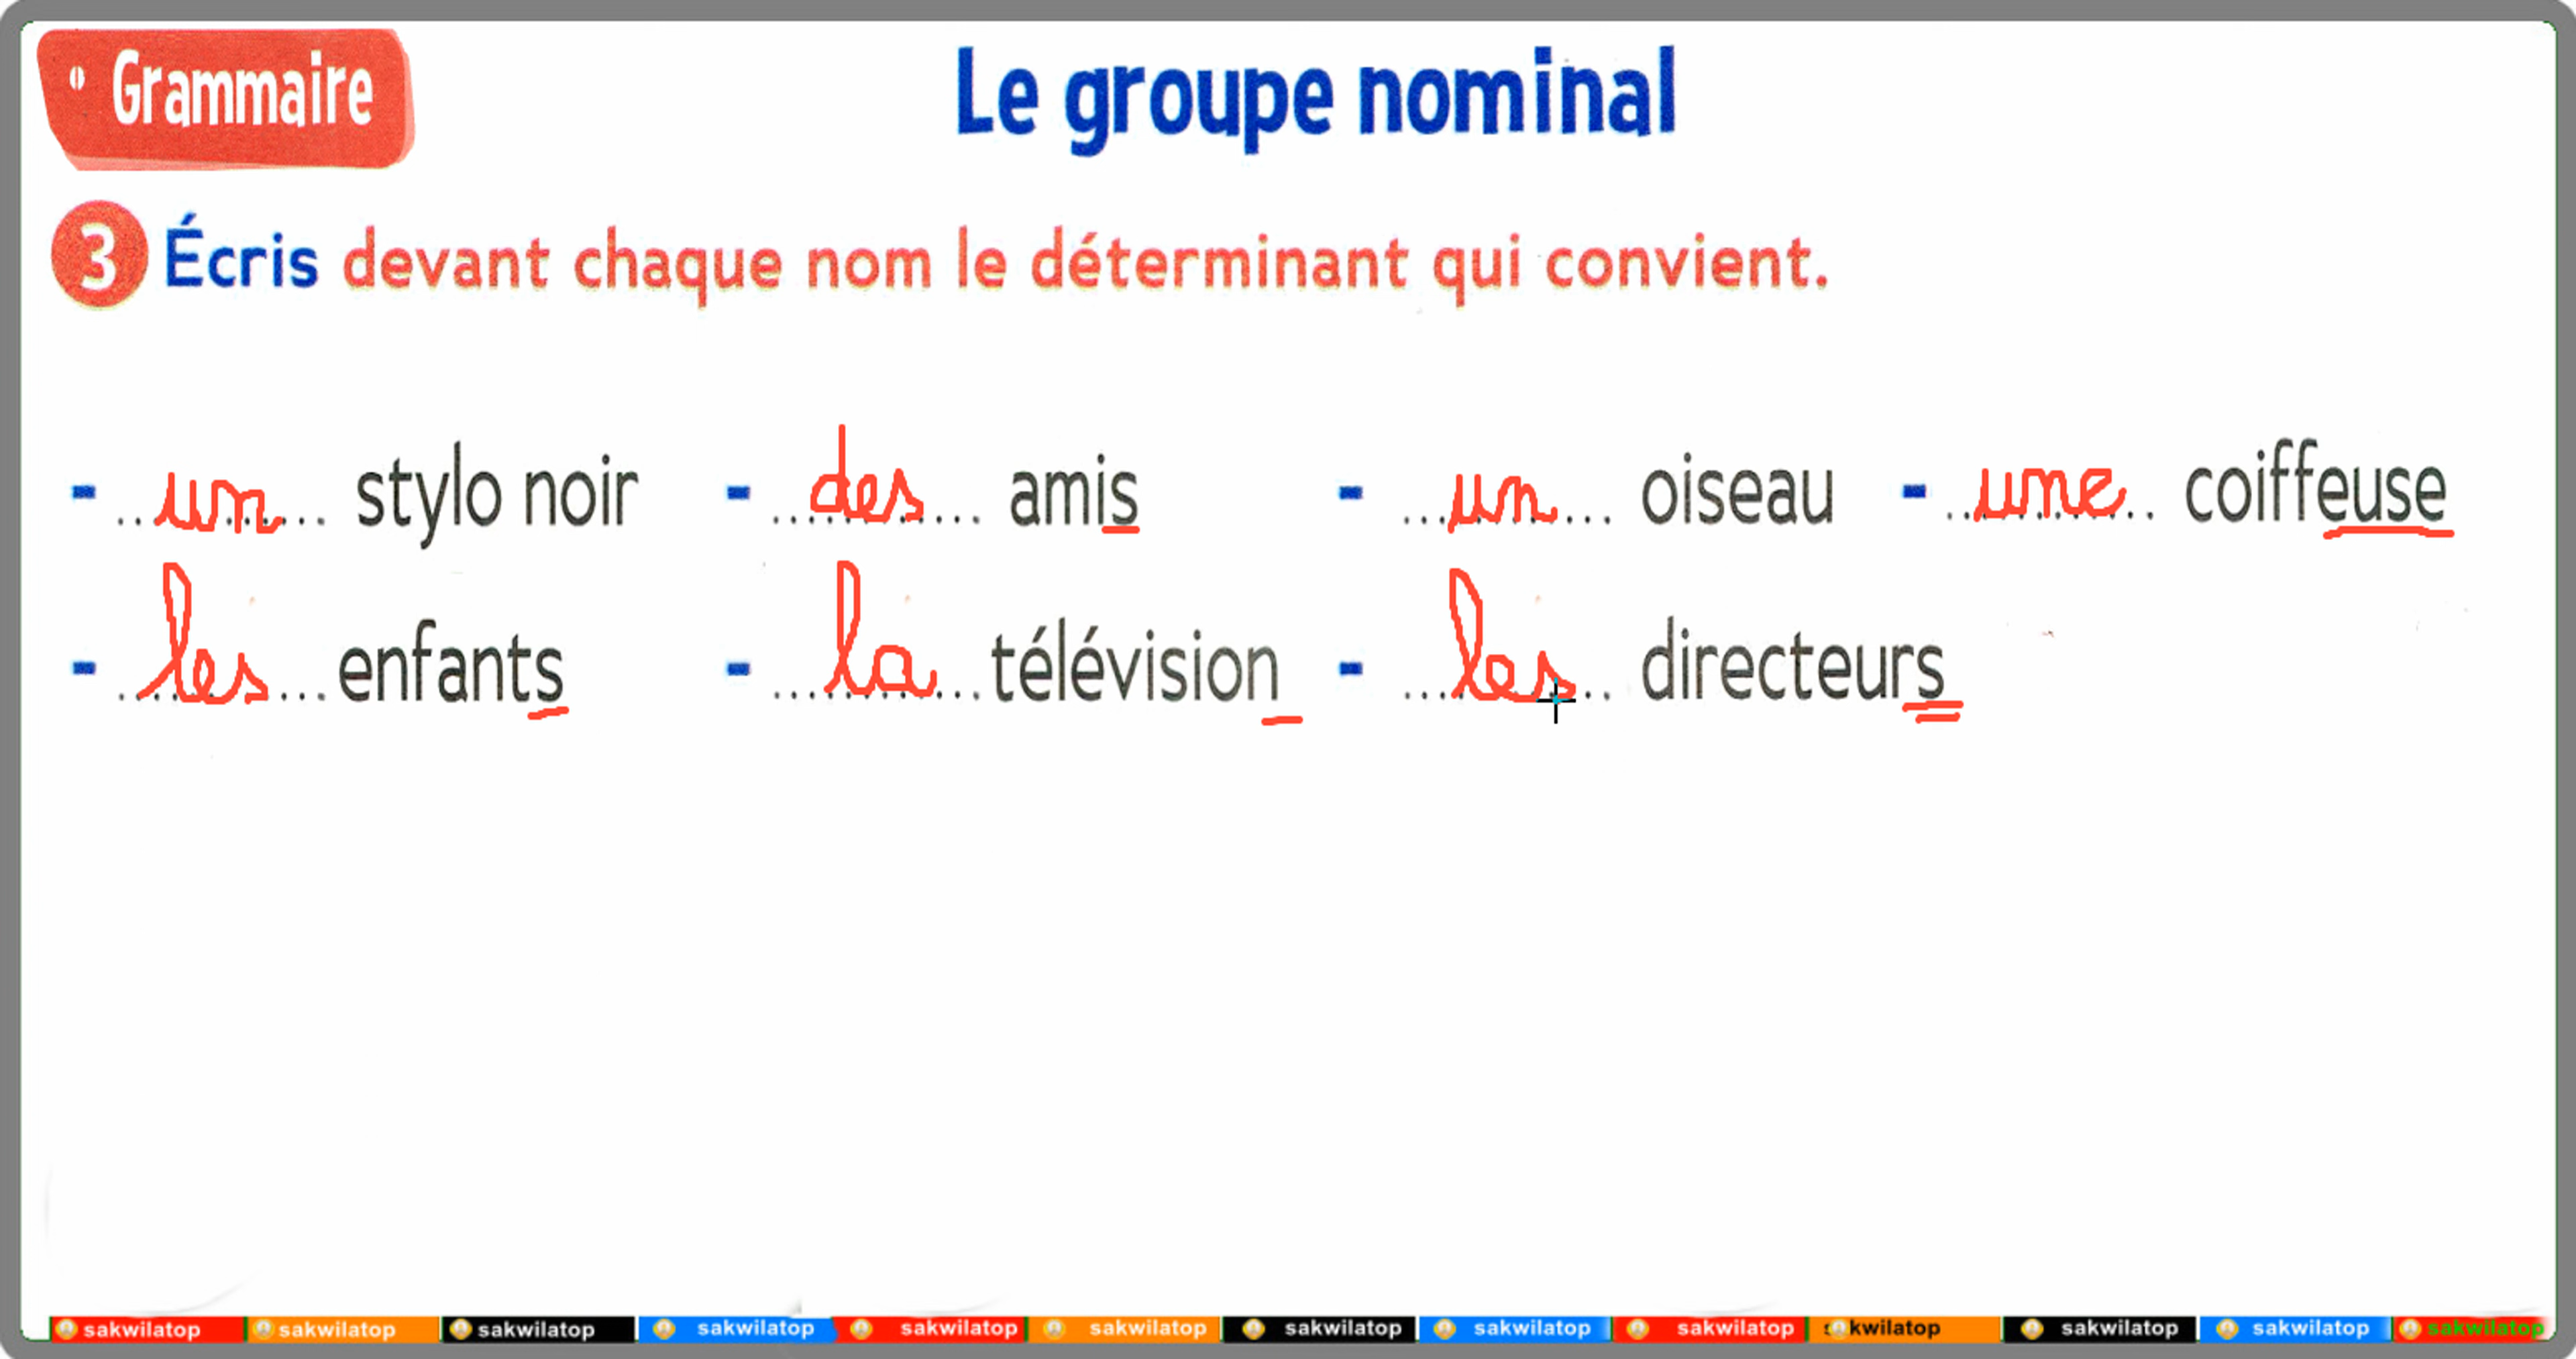 Grammaire
Le groupe nominal
3 Écris devant chaque nom le déterminant qui convient.
- un stylo noir - des amis - un oiseau - une coiffeuse
- les enfants - la télévision - les directeurs
sakwilatop sakwilatop sakwilatop sakwilatop sakwilatop sakwilatop sakwilatop sakwilatop sakwilatop kwilatop sakwilatop sakwilatop sakwilatop